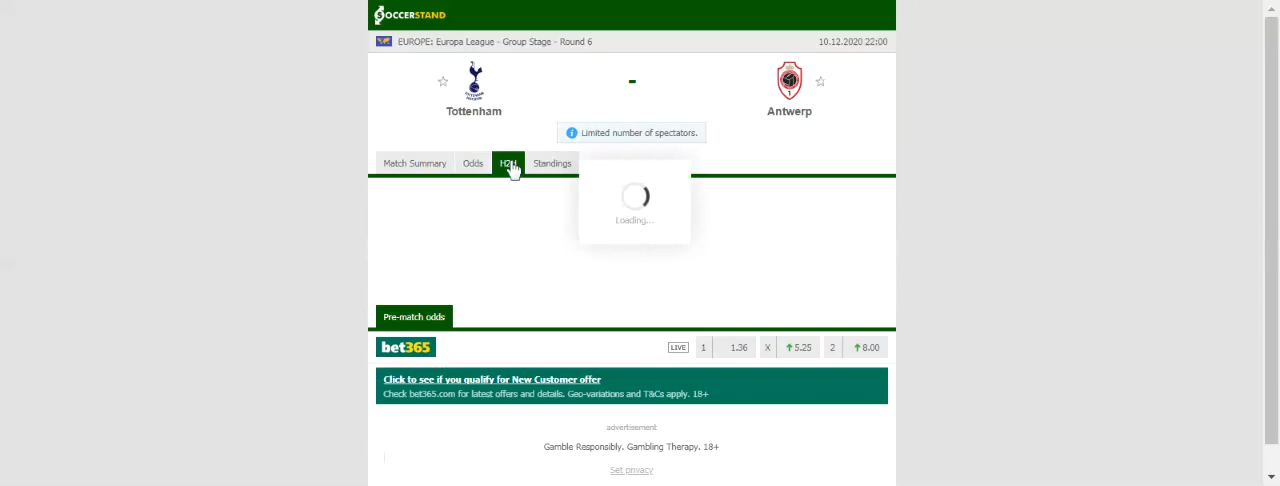 SOCCERSTAND
EUROPE: Europa League - Group Stage - Round 6
10.12.2020 22:00
-
Tottenham
Antwerp
Limited number of spectators.
Match Summary
Odds
H2H
Standings
Loading...
Pre-match odds
bet365
LIVE
1
1.36
X
5.25
2
8.00
Click to see if you qualify for New Customer offer
Check bet365.com for latest offers and details. Geo-variations and T&Cs apply. 18+
advertisement
Gamble Responsibly. Gambling Therapy. 18+
Set privacy